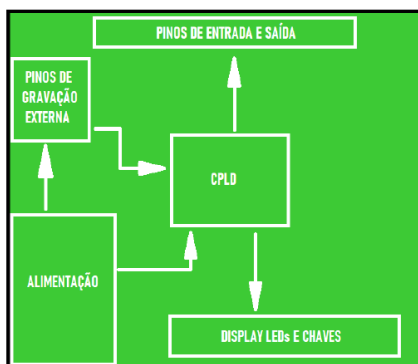 PINOS DE ENTRADA E SAÍDA
PINOS DE
GRAVAÇÃO
EXTERNA
CPLD
ALIMENTAÇÃO
DISPLAY LEDs E CHAVES